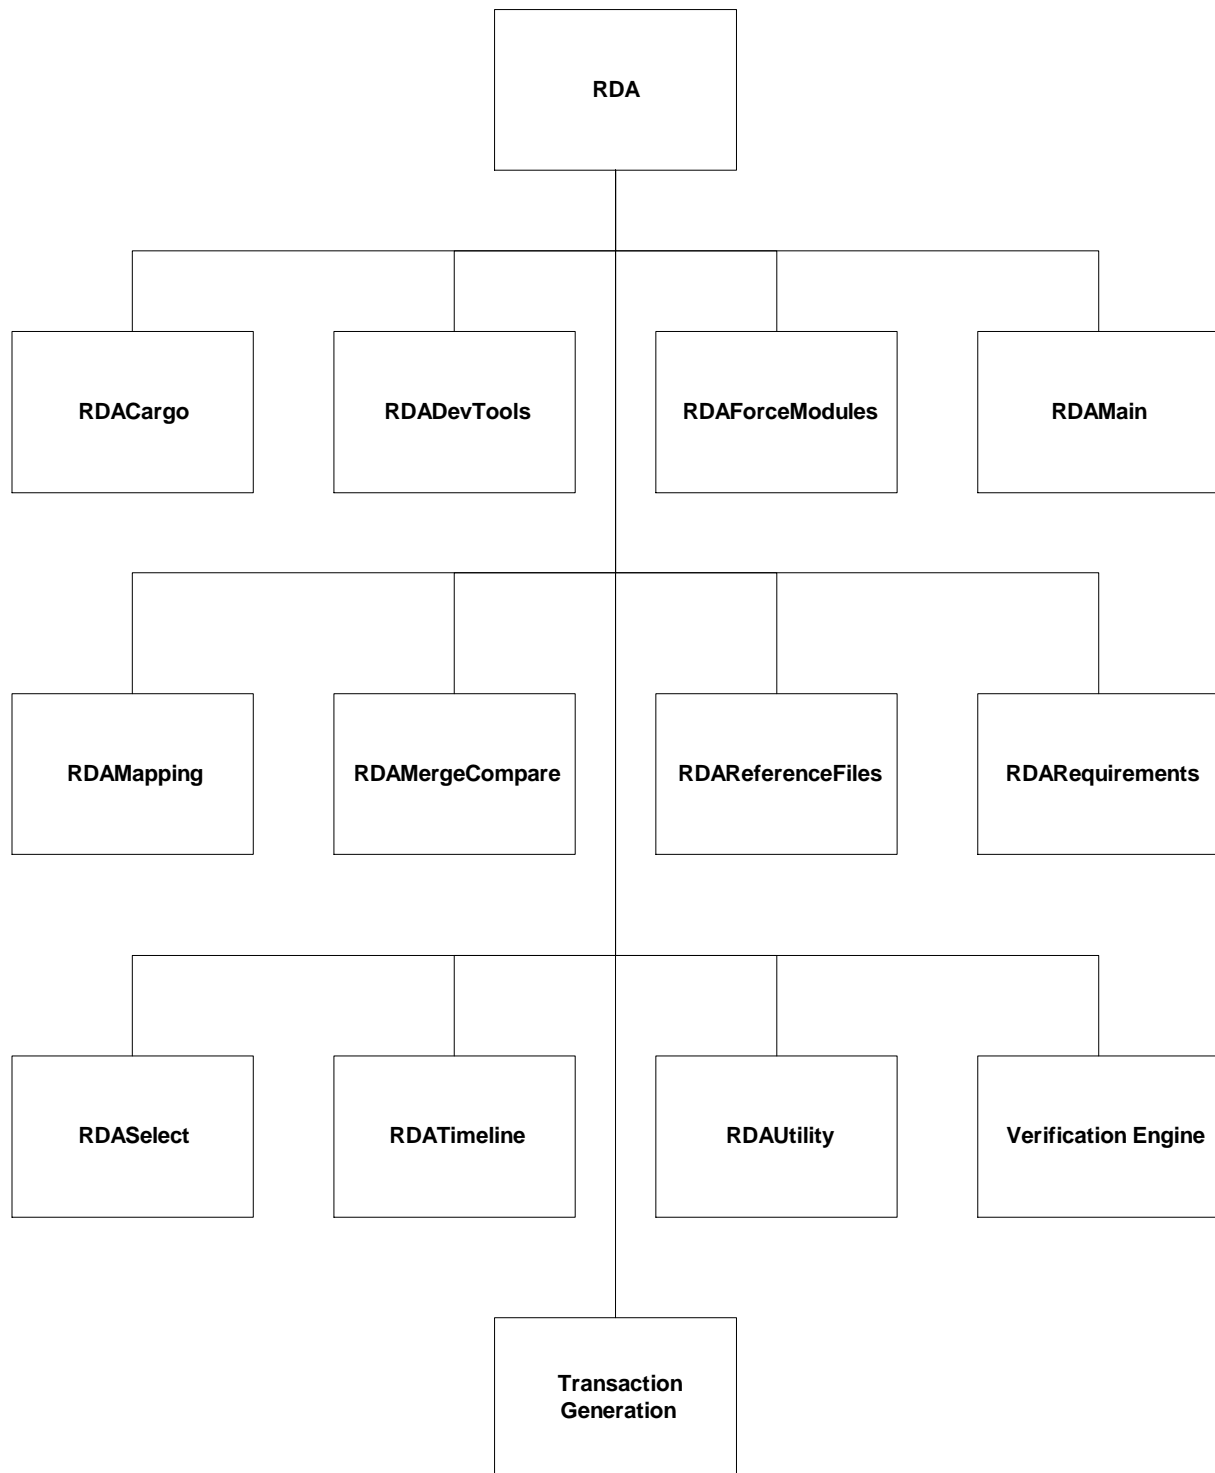 RDA
RDACargo
RDADevTools
RDAForceModules
RDAMain
RDAMapping
RDAMergeCompare
RDAReferenceFiles
RDARequirements
RDASelect
RDATimeline
RDAUtility
Verification Engine
Transaction
Generation